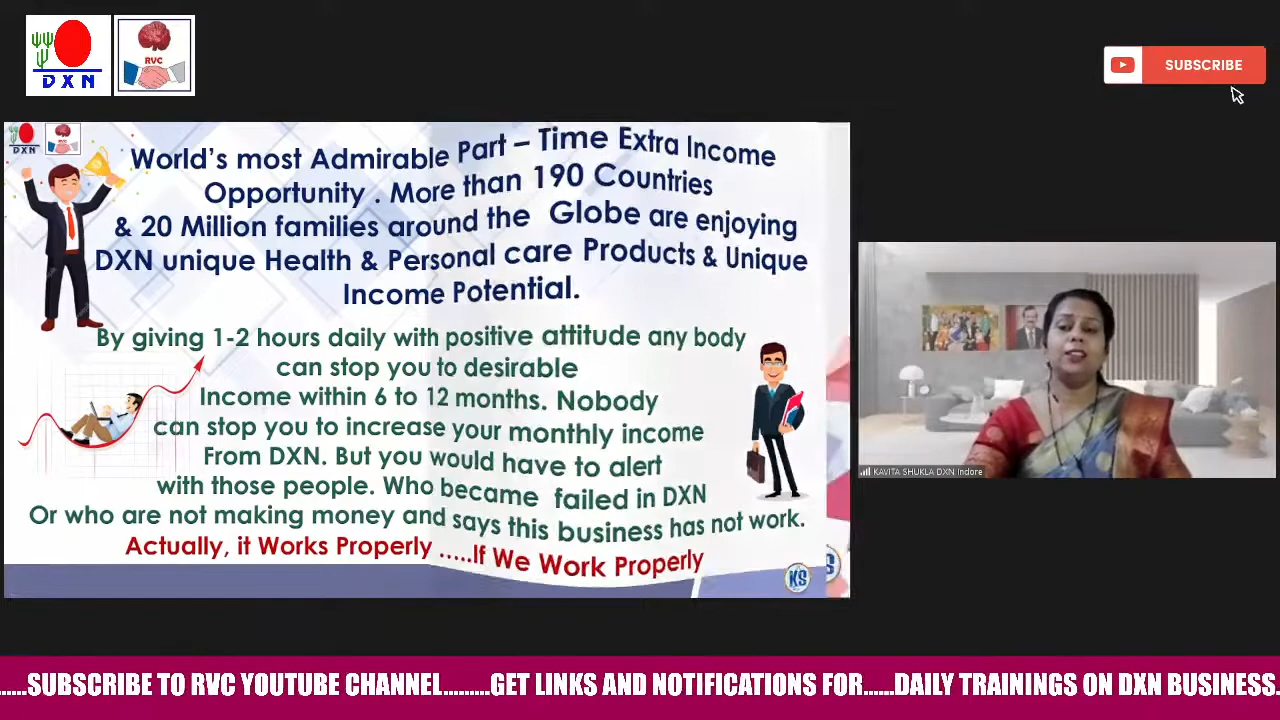 DXN
RVC
SUBSCRIBE
DXN
World's most Admirable Part – Time Extra Income
Opportunity . More than 190 Countries
& 20 Million families around the Globe are enjoying
DXN unique Health & Personal care Products & Unique
Income Potential.
By giving 1-2 hours daily with positive attitude any body
can stop you to desirable
Income within 6 to 12 months. Nobody
can stop you to increase your monthly income
From DXN. But you would have to alert
with those people. Who became failed in DXN
Or who are not making money and says this business has not work.
Actually, it Works Properly .....If We Work Properly
KS
S
KAVITA SHUKLA DXN Indore
......SUBSCRIBE TO RVC YOUTUBE CHANNEL.........GET LINKS AND NOTIFICATIONS FOR......DAILY TRAININGS ON DXN BUSINESS.